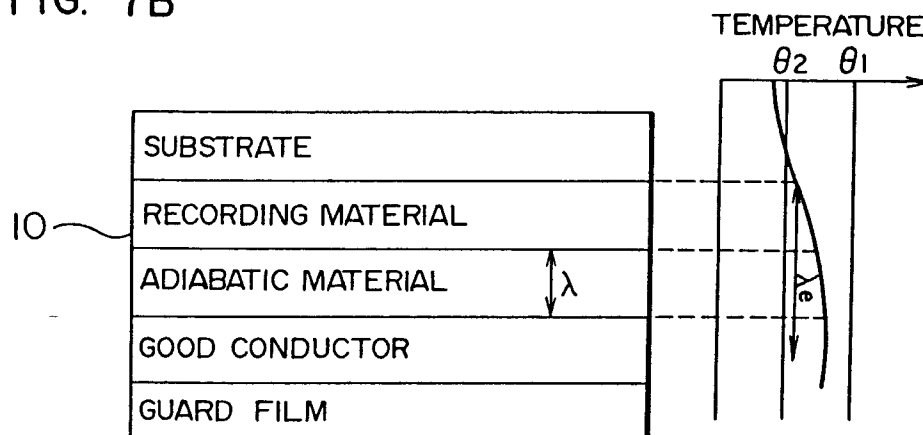 FIG. 7B
TEMPERATURE
θ2 θ1
SUBSTRATE
10
RECORDING MATERIAL
ADIABATIC MATERIAL
λ
λe
GOOD CONDUCTOR
GUARD FILM